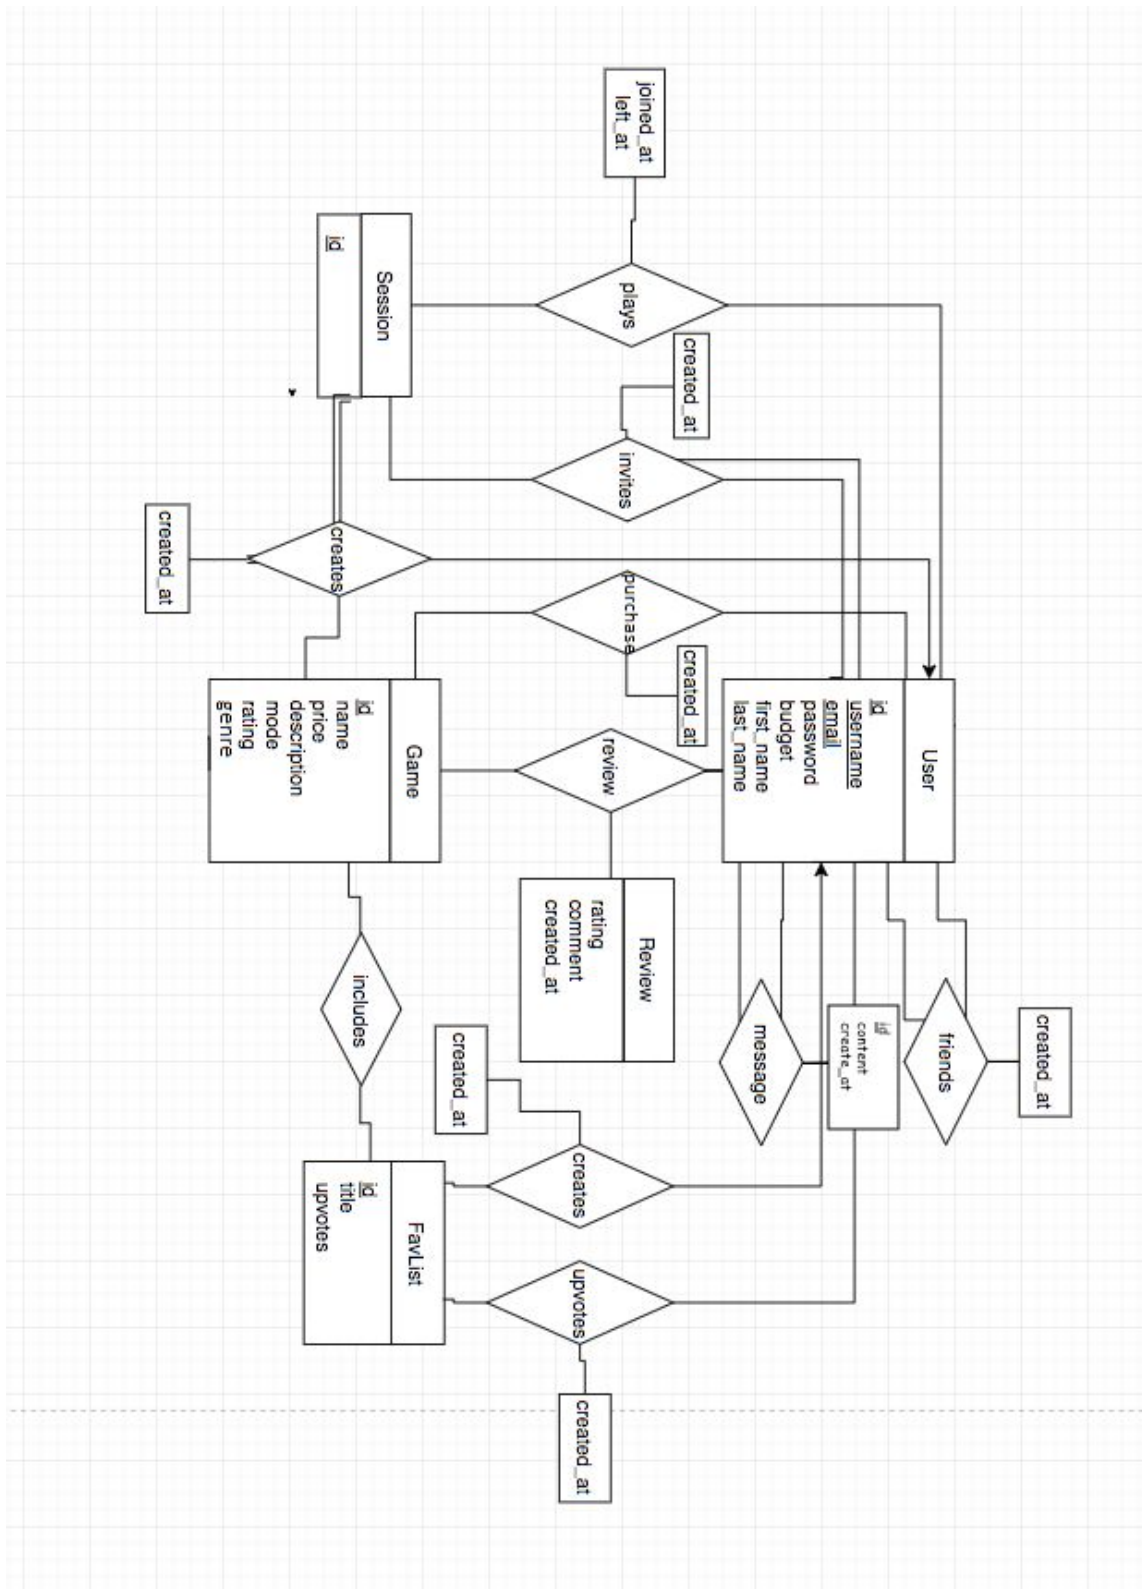 User
id
username
email
password
budget
first_name
last_name
created_at
friends
id
content
create_at
message
joined_at
left_at
plays
created_at
invites
purchase
created_at
review
Review
rating
comment
created_at
creates
created_at
upvotes
created_at
Session
id
creates
created_at
Game
id
name
price
description
mode
rating
genre
includes
FavList
id
title
upvotes